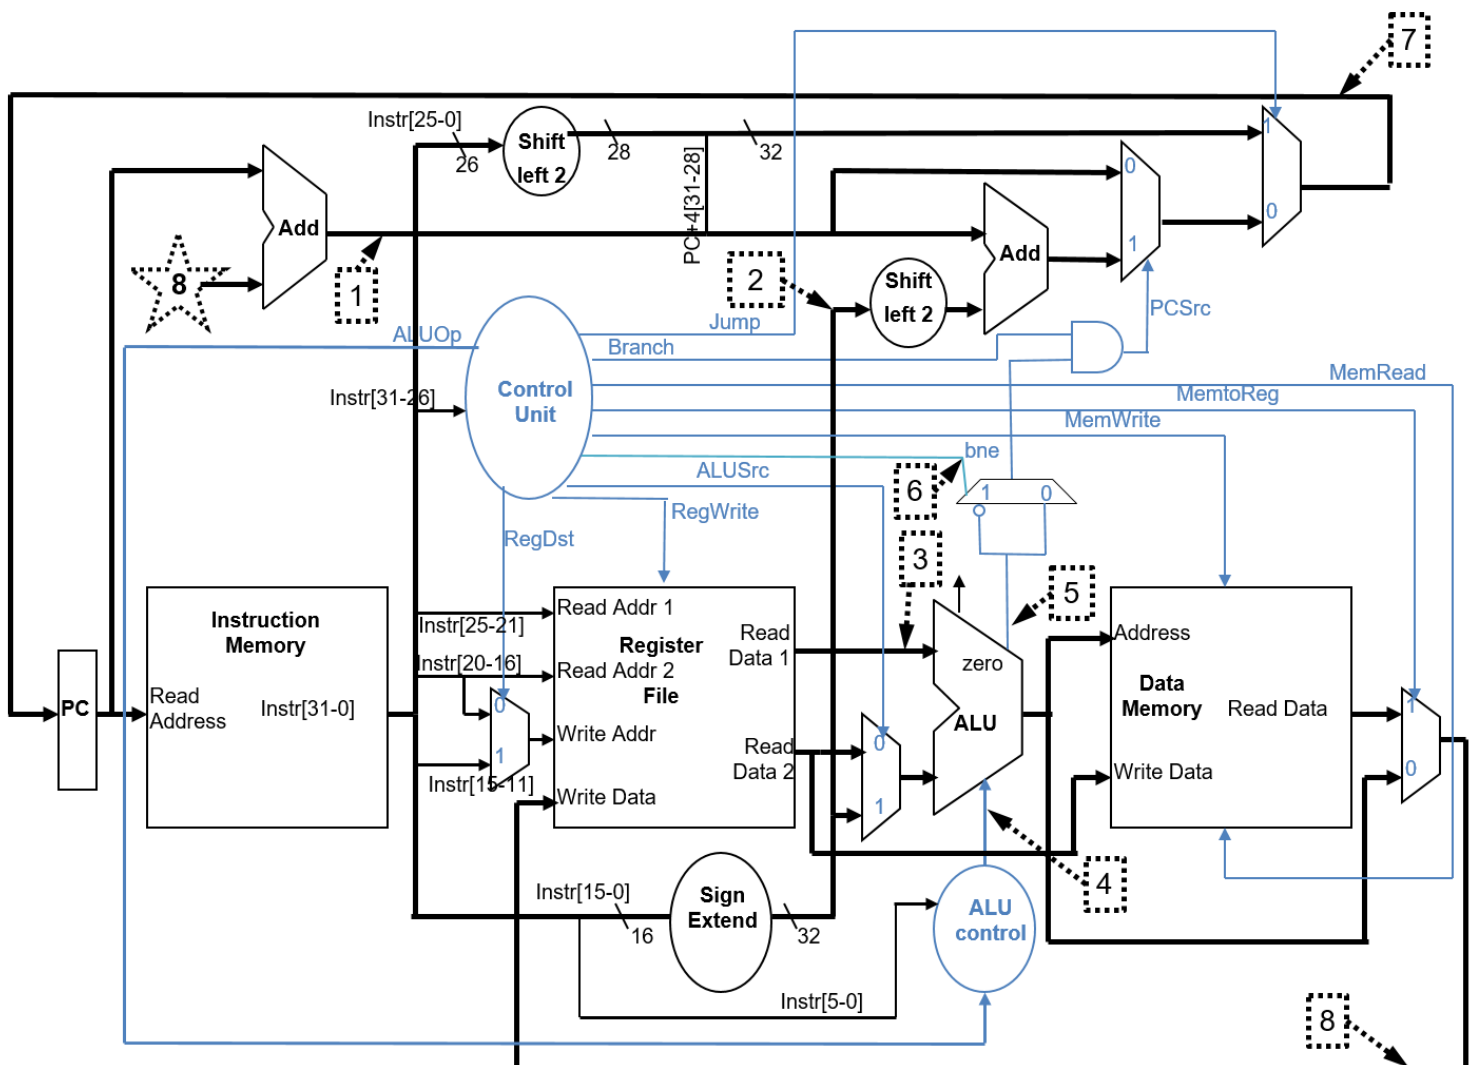 7
Instr[25-0]
26
Shift
left 2
28
32
1
0
PC+4[31-28]
0
1
Add
8
1
2
Add
Shift
left 2
PCSrc
ALUOp
Jump
Branch
MemRead
MemtoReg
MemWrite
Instr[31-26]
Control
Unit
bne
ALUSrc
6
1
0
RegWrite
RegDst
3
5
Instruction
Memory
Read
Address
Instr[31-0]
PC
Instr[25-21]
Instr[20-16]
0
1
Instr[15-11]
Read Addr 1
Register
Read Addr 2
File
Write Addr
Write Data
Read
Data 1
Read
Data 2
0
1
zero
ALU
Address
Data
Memory
Read Data
Write Data
1
0
4
Instr[15-0]
16
Sign
Extend
32
ALU
control
Instr[5-0]
8